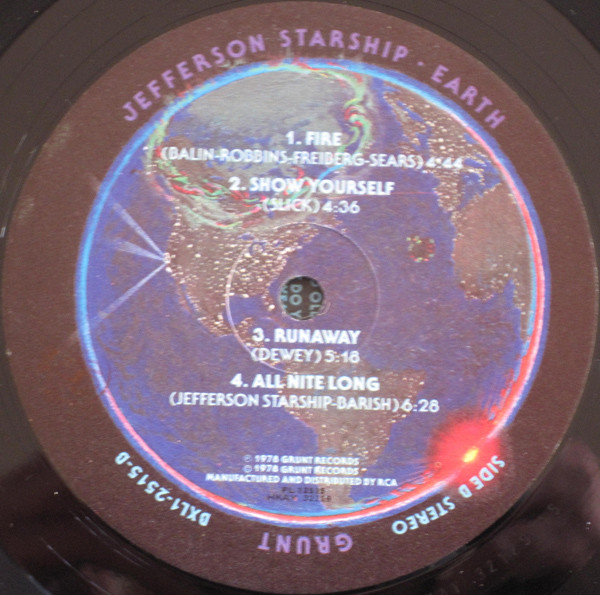 JEFFERSON STARSHIP · EARTH
1. FIRE
(BALIN-ROBBINS-FREIBERG-SEARS) 4:44
2. SHOW YOURSELF
(SLICK) 4:36
3. RUNAWAY
(DEWEY) 5:18
4. ALL NITE LONG
(JEFFERSON STARSHIP-BARISH) 6:28
℗ 1978 GRUNT RECORDS
© 1978 GRUNT RECORDS
MANUFACTURED AND DISTRIBUTED BY RCA
DXL1-2515-B
SIDE B STEREO
GRUNT